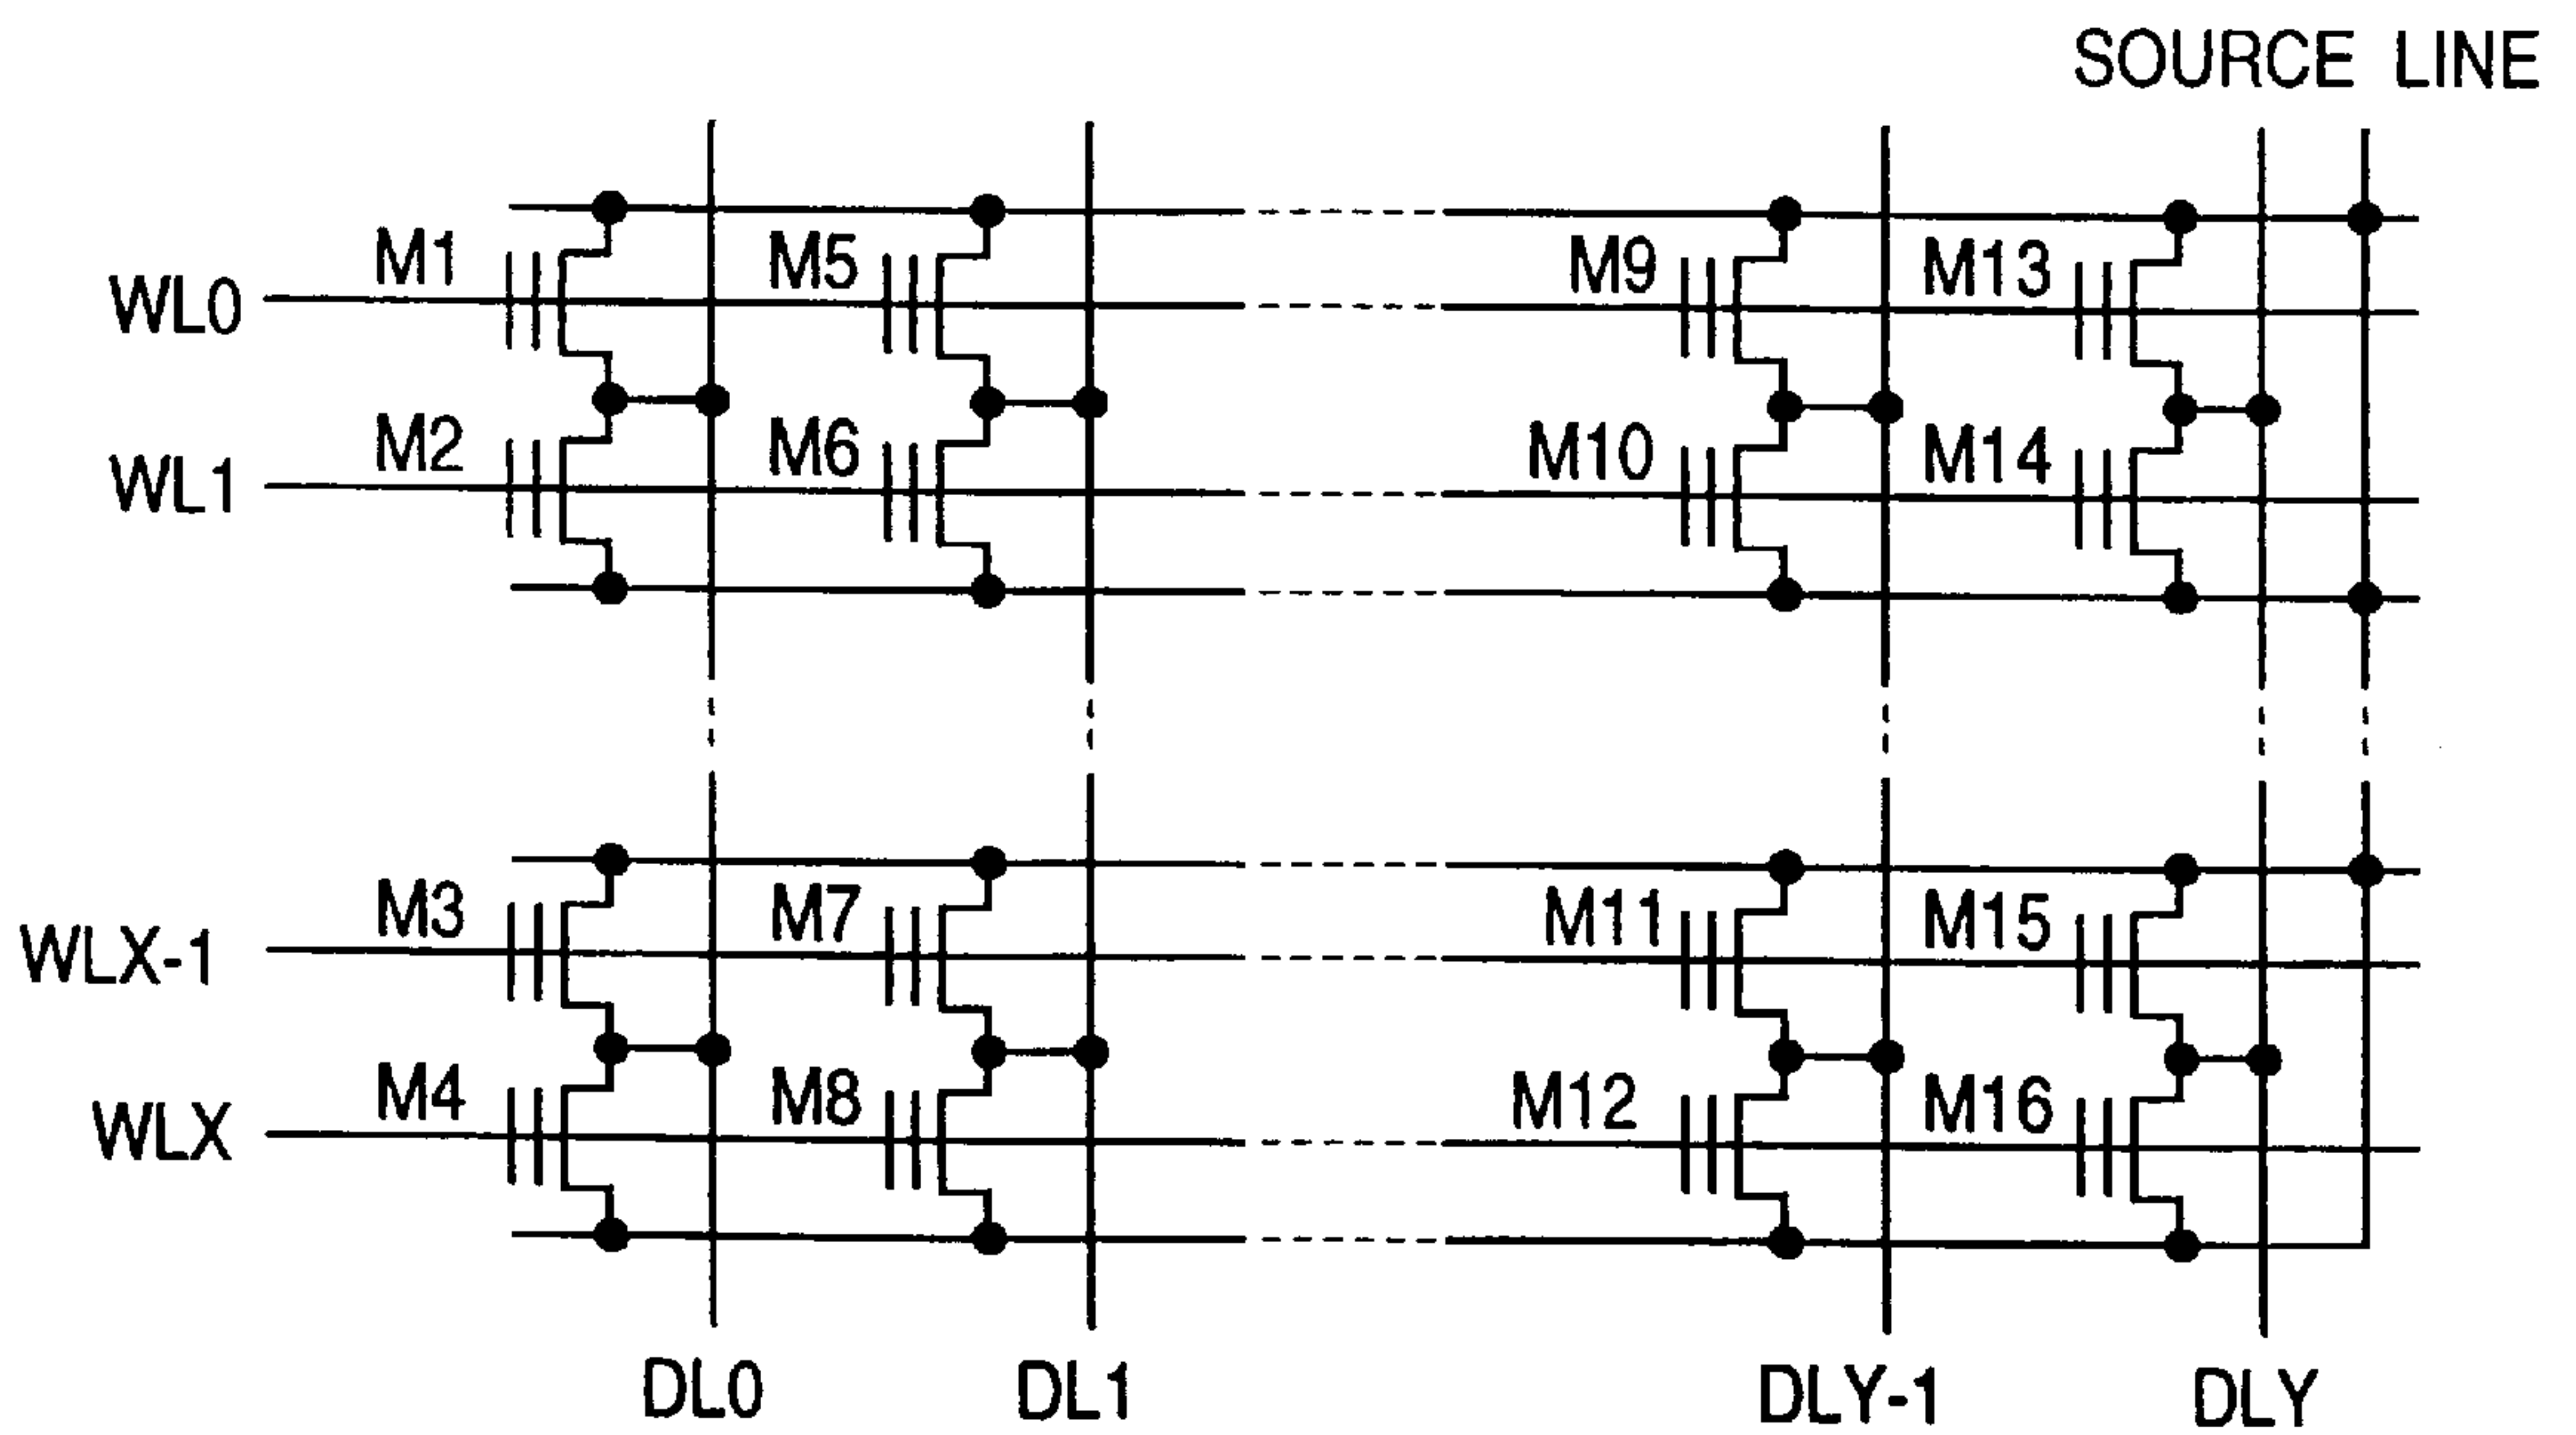 SOURCE LINE
M1 M5 M9 M13
WL0
M2 M6 M10 M14
WL1
M3 M7 M11 M15
WLX-1
M4 M8 M12 M16
WLX
DL0 DL1 DLY-1 DLY